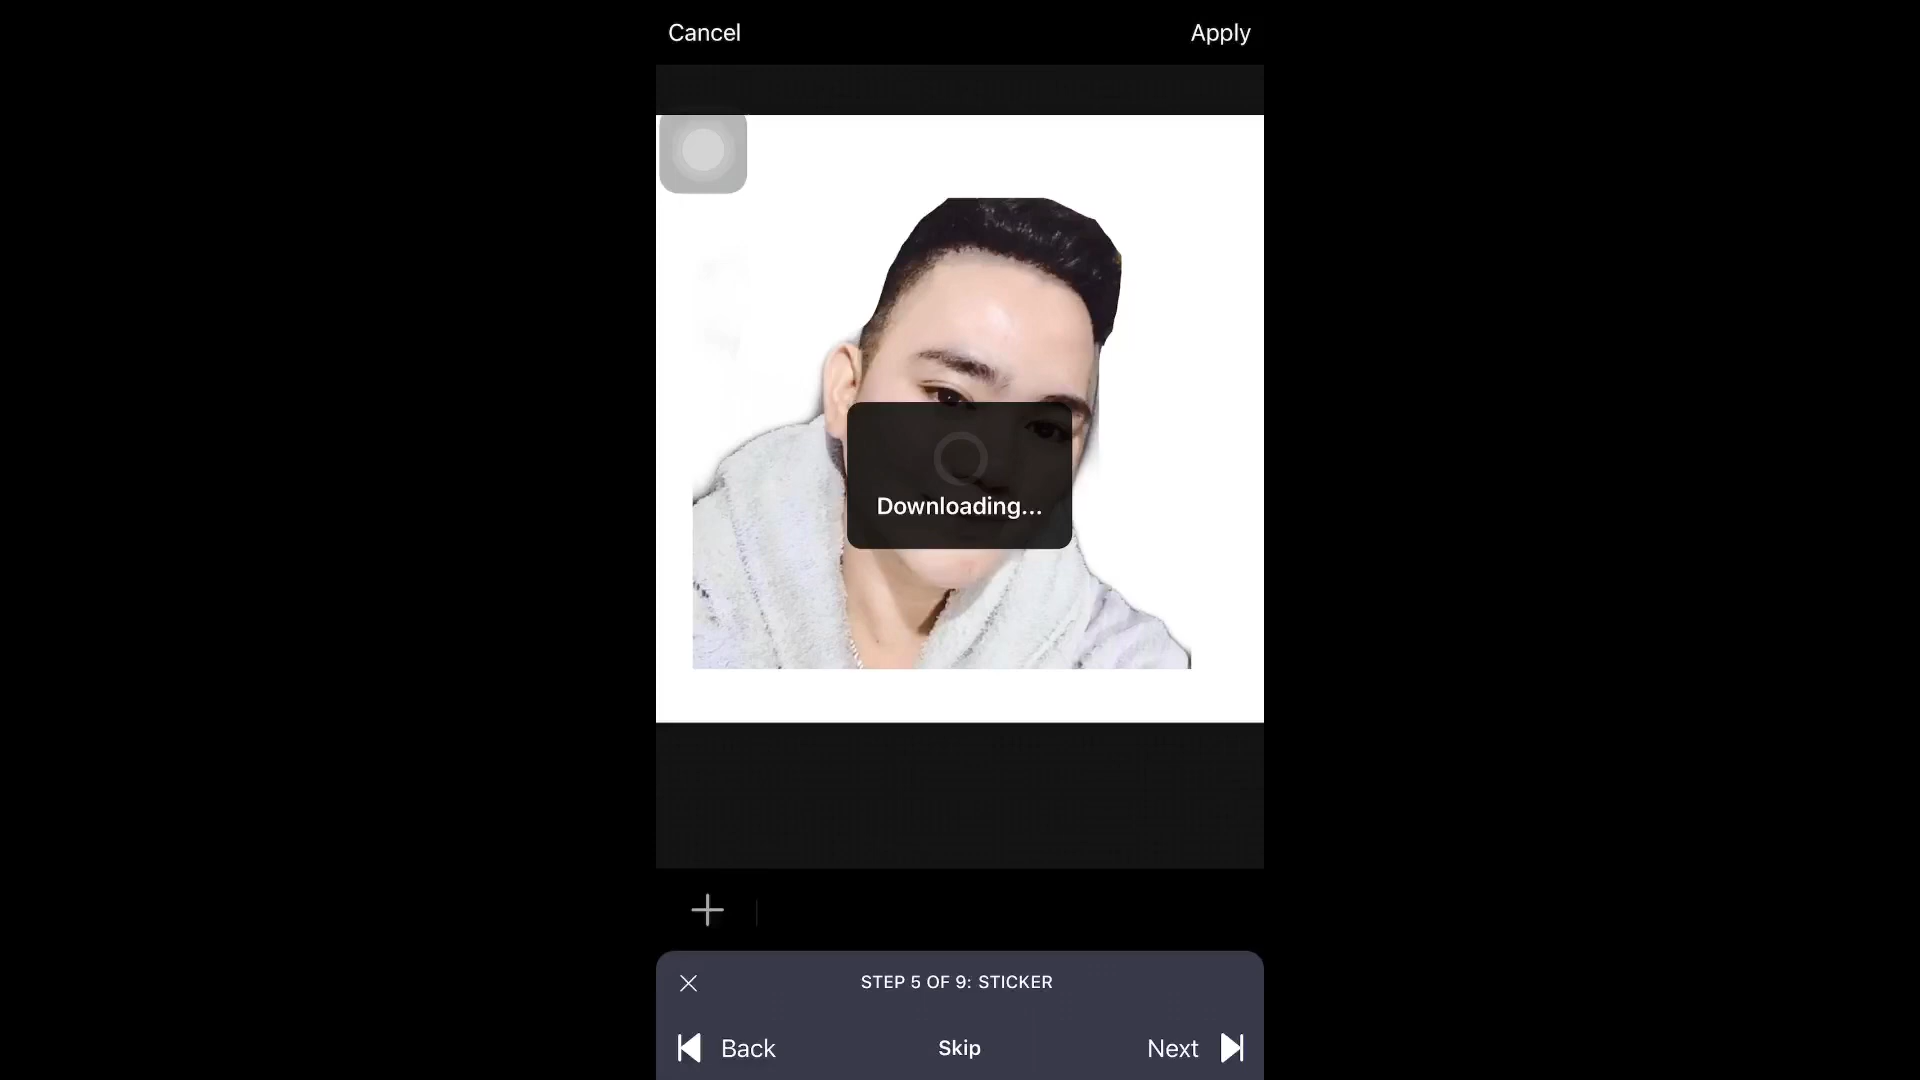 Cancel
Apply
Downloading...
STEP 5 OF 9: STICKER
Back
Skip
Next